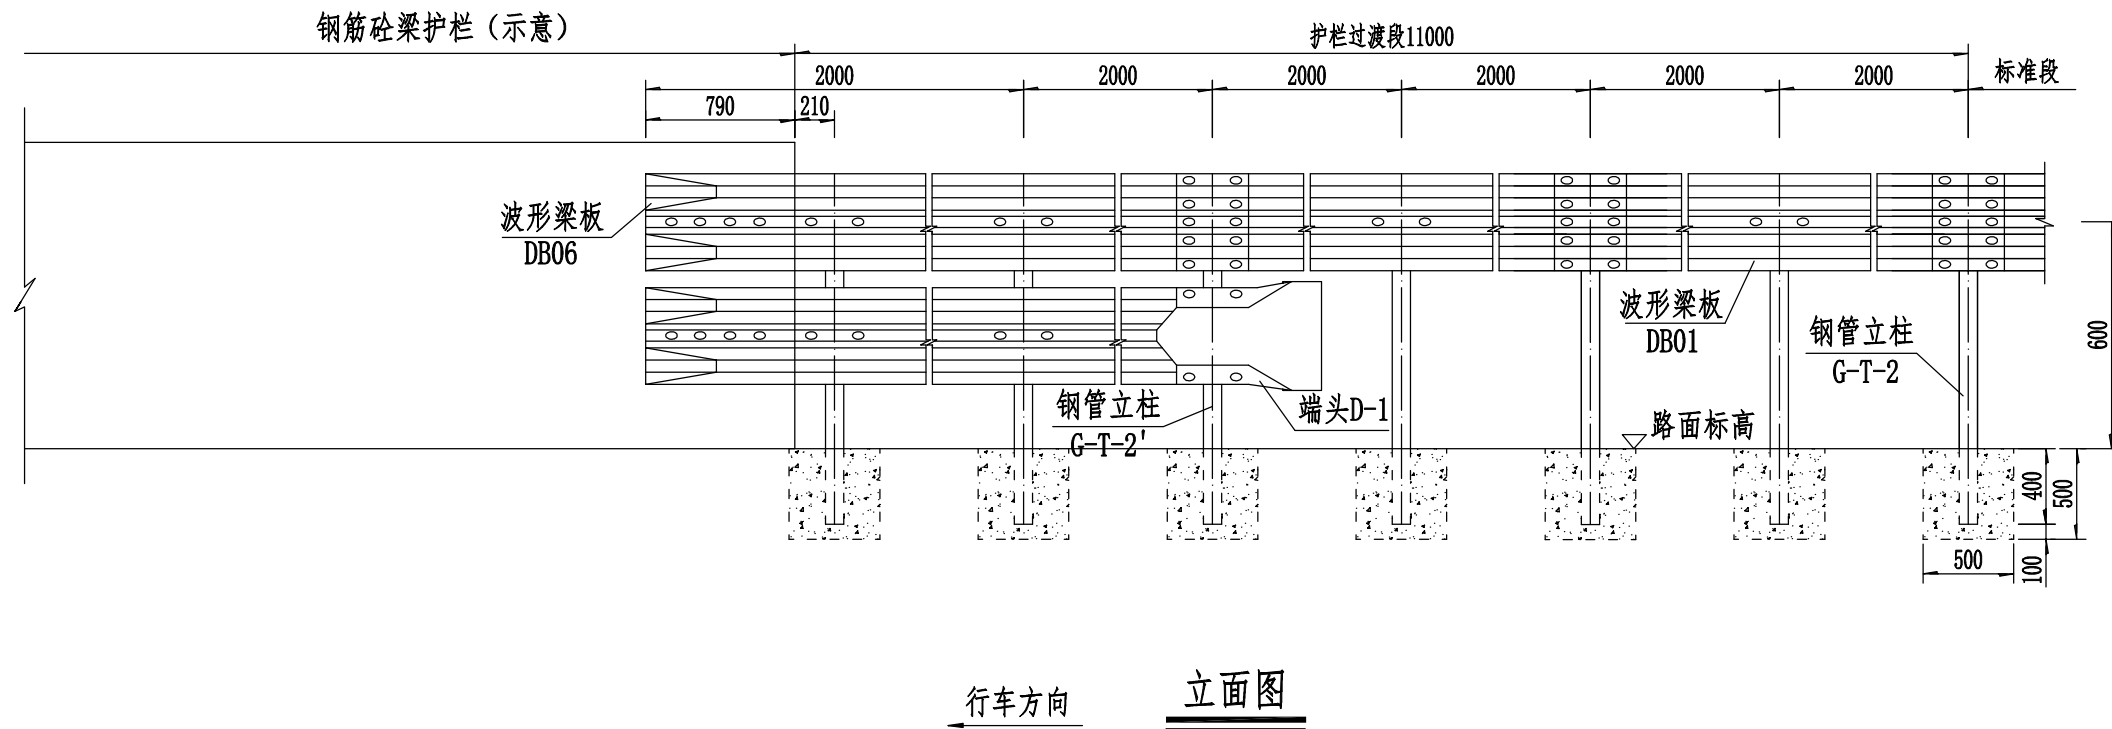 钢筋砼梁护栏（示意）
护栏过渡段11000
2000
2000
2000
2000
2000
2000
标准段
790
210
波形梁板
DB06
波形梁板
DB01
钢管立柱
G-T-2
600
钢管立柱
G-T-2'
端头D-1
路面标高
400
500
100
500
立面图
行车方向